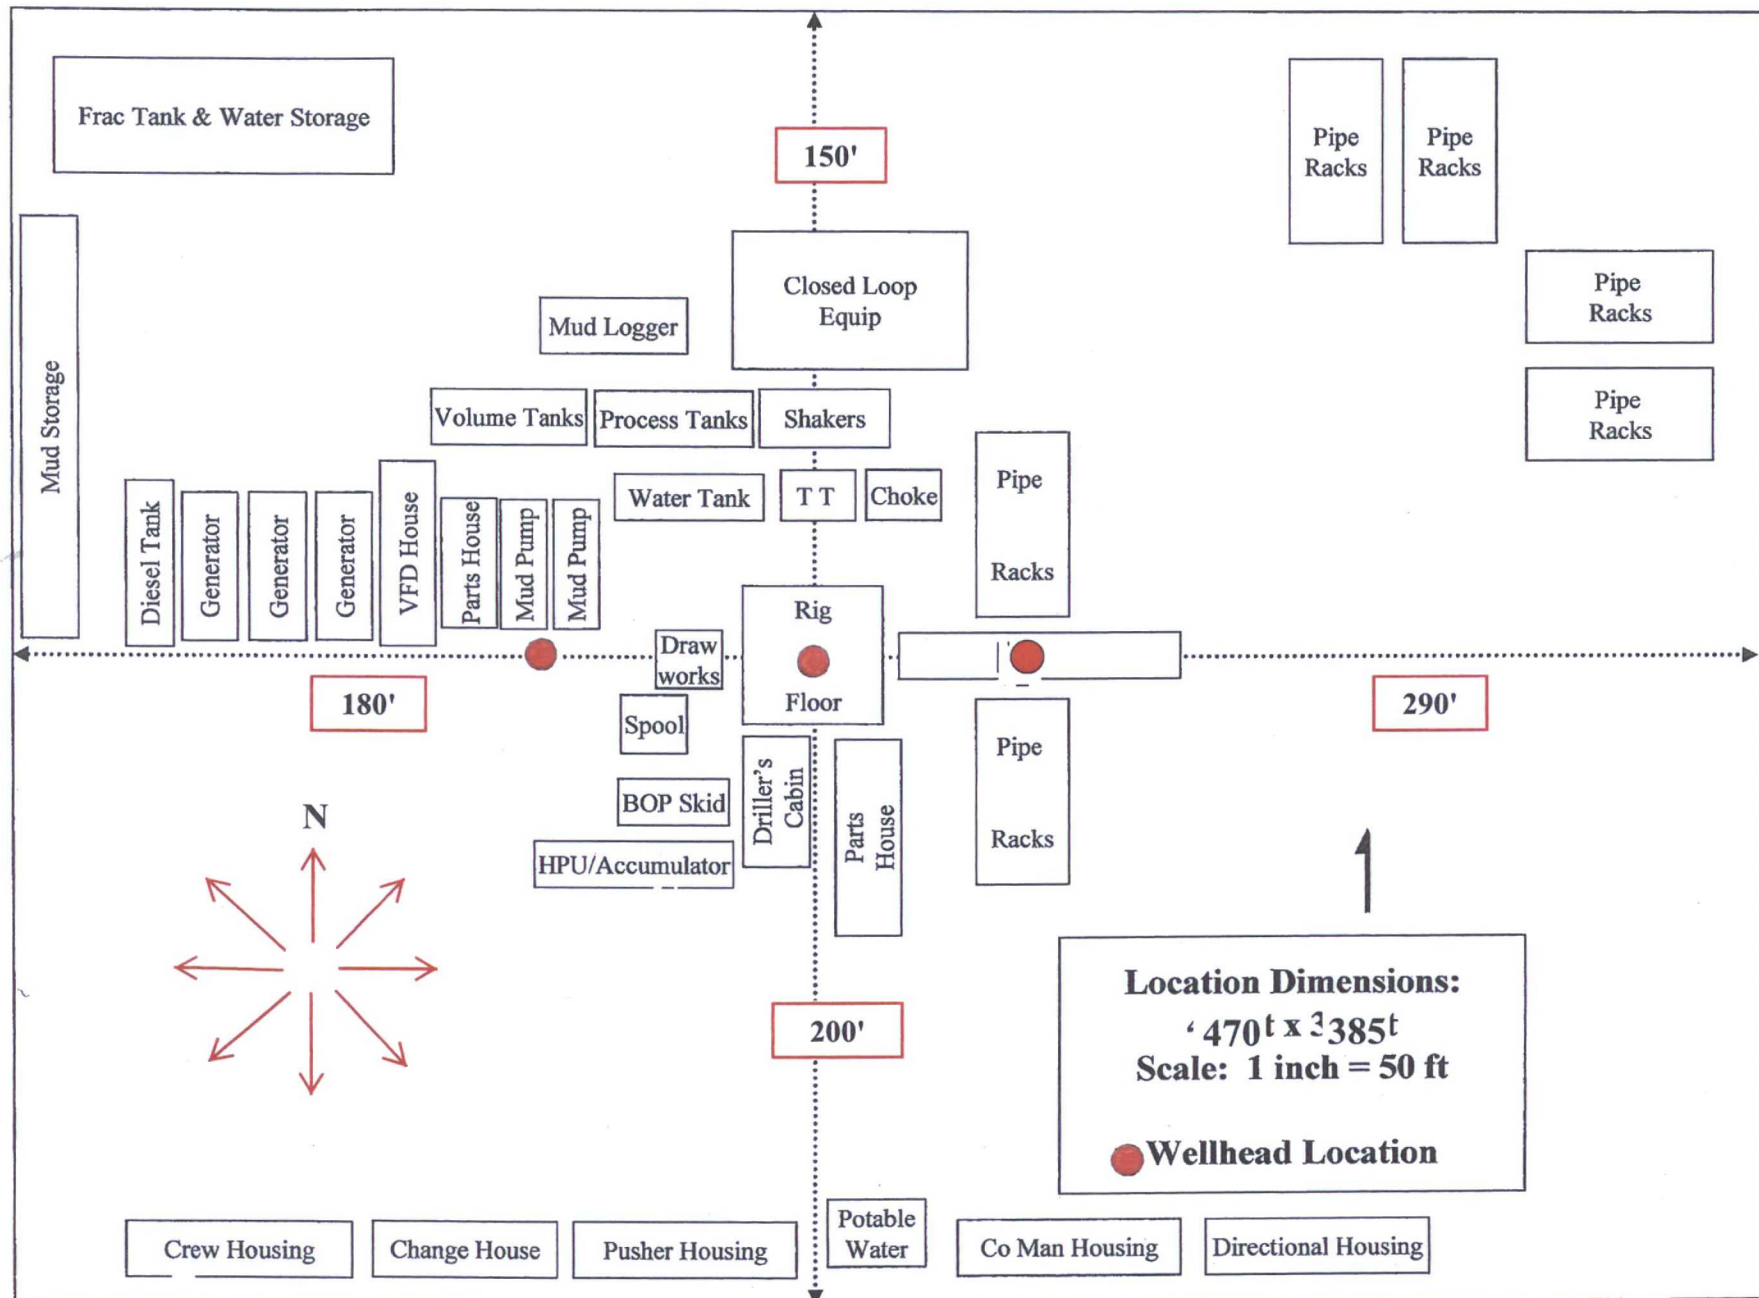 Frac Tank & Water Storage
150'
Pipe
Racks
Pipe
Racks
Closed Loop
Equip
Pipe
Racks
Mud Logger
Pipe
Racks
Mud Storage
Volume Tanks
Process Tanks
Shakers
Water Tank
T T
Choke
Pipe
Racks
Diesel Tank
Generator
Generator
Generator
VFD House
Parts House
Mud Pump
Mud Pump
Rig
Floor
Draw
works
180'
290'
Spool
Driller's
Cabin
Parts
House
Pipe
Racks
BOP Skid
HPU/Accumulator
N
200'
Location Dimensions:
470t x 385t
Scale: 1 inch = 50 ft
Wellhead Location
Crew Housing
Change House
Pusher Housing
Potable
Water
Co Man Housing
Directional Housing